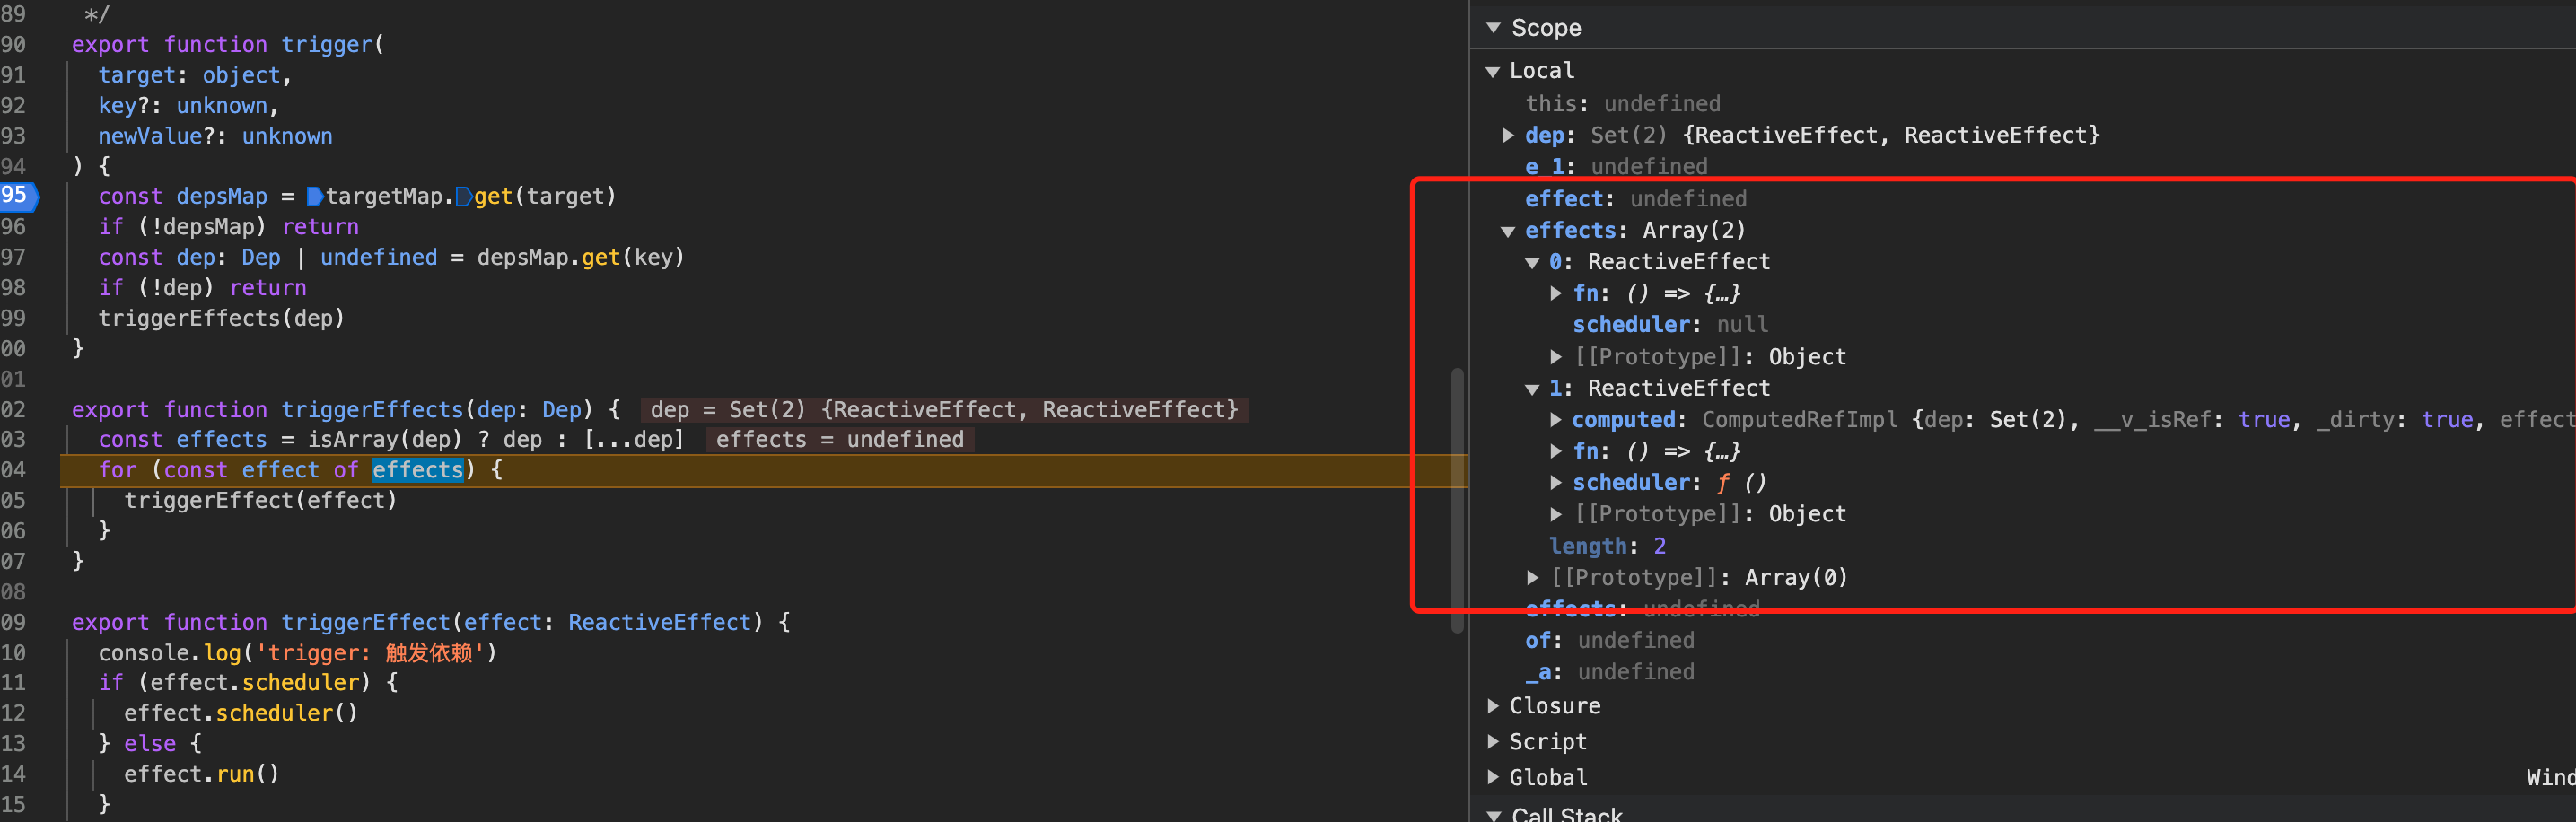 89 */
90 export function trigger(
91 target: object,
92 key?: unknown,
93 newValue?: unknown
94 ) {
95 const depsMap = targetMap.get(target)
96 if (!depsMap) return
97 const dep: Dep | undefined = depsMap.get(key)
98 if (!dep) return
99 triggerEffects(dep)
00 }
01
02 export function triggerEffects(dep: Dep) { dep = Set(2) {ReactiveEffect, ReactiveEffect}
03 const effects = isArray(dep) ? dep : [...dep] effects = undefined
04 for (const effect of effects) {
05 triggerEffect(effect)
06 }
07 }
08
09 export function triggerEffect(effect: ReactiveEffect) {
10 console.log('trigger: 触发依赖')
11 if (effect.scheduler) {
12 effect.scheduler()
13 } else {
14 effect.run()
15 }
Scope
Local
this: undefined
dep: Set(2) {ReactiveEffect, ReactiveEffect}
e_1: undefined
effect: undefined
effects: Array(2)
0: ReactiveEffect
fn: () => {…}
scheduler: null
[[Prototype]]: Object
1: ReactiveEffect
computed: ComputedRefImpl {dep: Set(2), __v_isRef: true, _dirty: true, effect
fn: () => {…}
scheduler: ƒ ()
[[Prototype]]: Object
length: 2
[[Prototype]]: Array(0)
effects: undefined
of: undefined
_a: undefined
Closure
Script
Global Wind
Call Stack